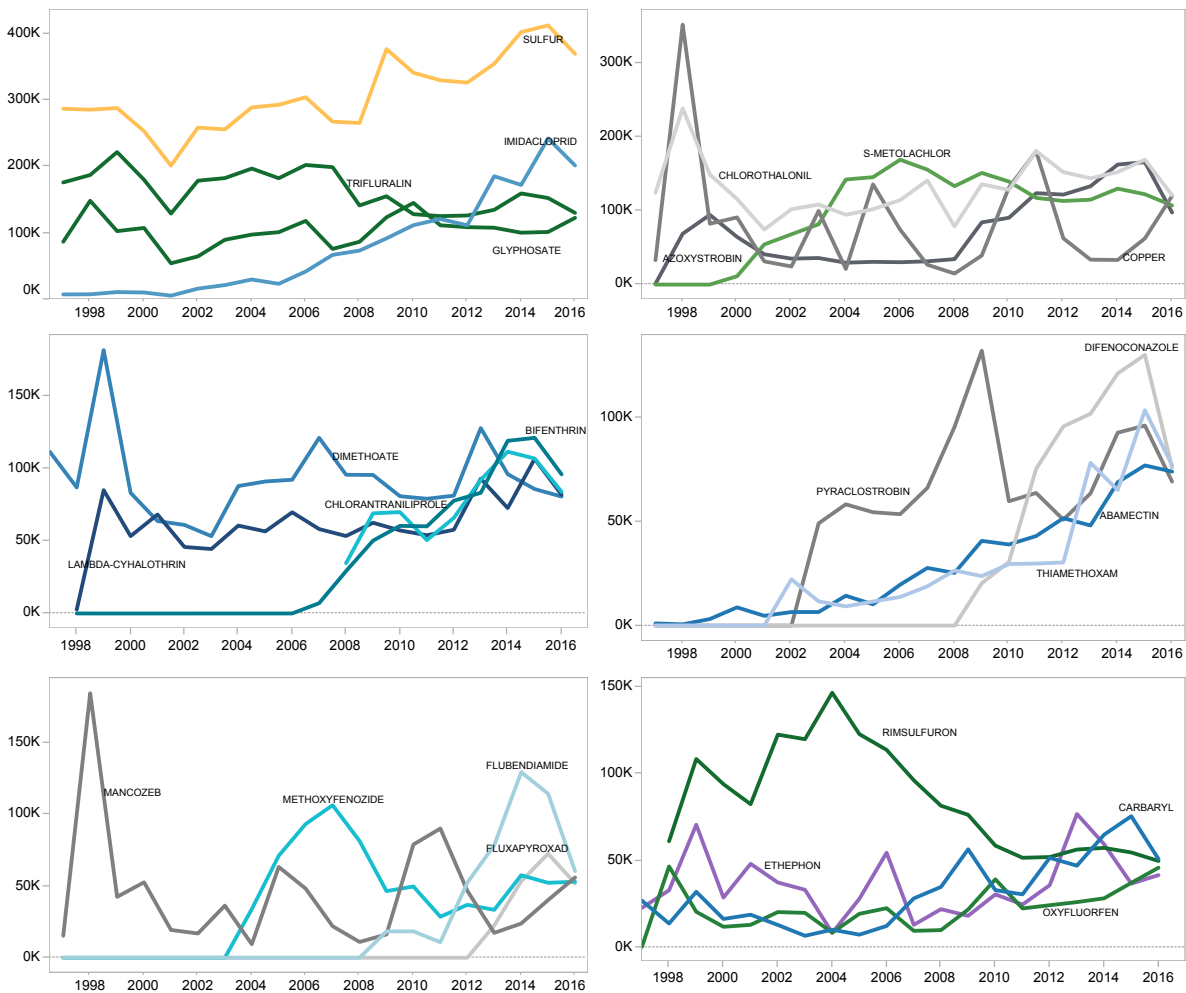 400K
SULFUR
300K
IMIDACLOPRID
200K
TRIFLURALIN
100K
GLYPHOSATE
0K
1998 2000 2002 2004 2006 2008 2010 2012 2014 2016
300K
200K
S-METOLACHLOR
CHLOROTHALONIL
100K
AZOXYSTROBIN
COPPER
0K
1998 2000 2002 2004 2006 2008 2010 2012 2014 2016
150K
BIFENTHRIN
100K
DIMETHOATE
CHLORANTRANILIPROLE
50K
LAMBDA-CYHALOTHRIN
0K
1998 2000 2002 2004 2006 2008 2010 2012 2014 2016
DIFENOCONAZOLE
100K
PYRACLOSTROBIN
50K
ABAMECTIN
THIAMETHOXAM
0K
1998 2000 2002 2004 2006 2008 2010 2012 2014 2016
150K
FLUBENDIAMIDE
MANCOZEB
METHOXYFENOZIDE
100K
FLUXAPYROXAD
50K
0K
1998 2000 2002 2004 2006 2008 2010 2012 2014 2016
150K
RIMSULFURON
100K
CARBARYL
ETHEPHON
50K
OXYFLUORFEN
0K
1998 2000 2002 2004 2006 2008 2010 2012 2014 2016